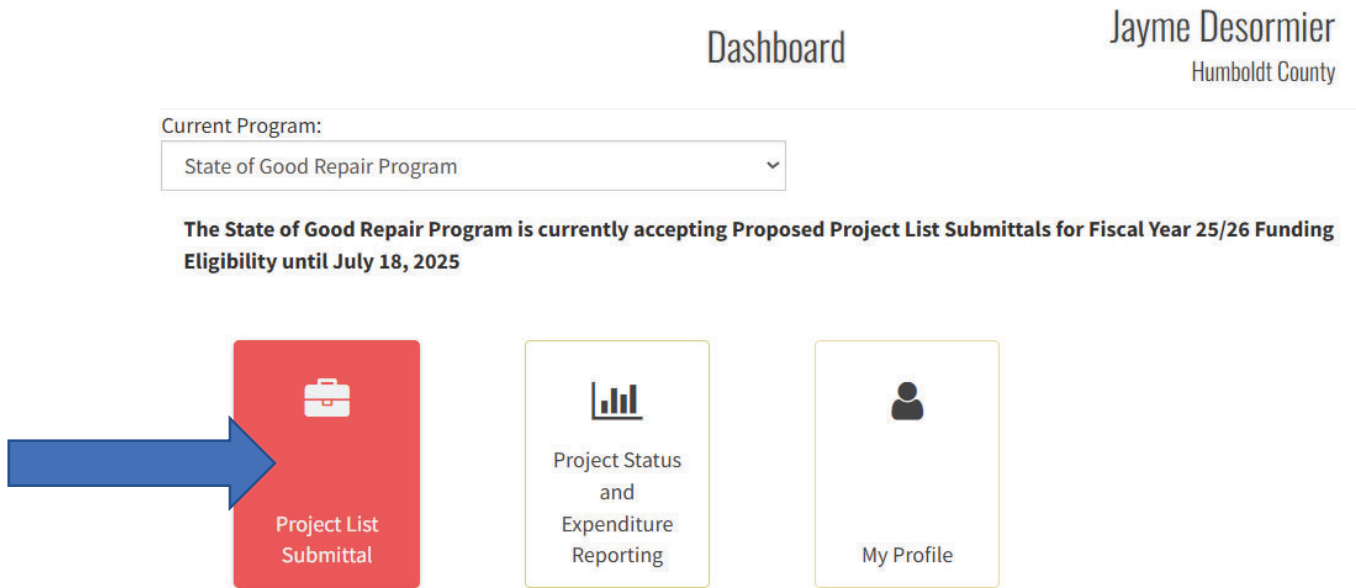 Dashboard
Jayme Desormier
Humboldt County
Current Program:
State of Good Repair Program
The State of Good Repair Program is currently accepting Proposed Project List Submittals for Fiscal Year 25/26 Funding
Eligibility until July 18, 2025
Project List
Submittal
Project Status
and
Expenditure
Reporting
My Profile